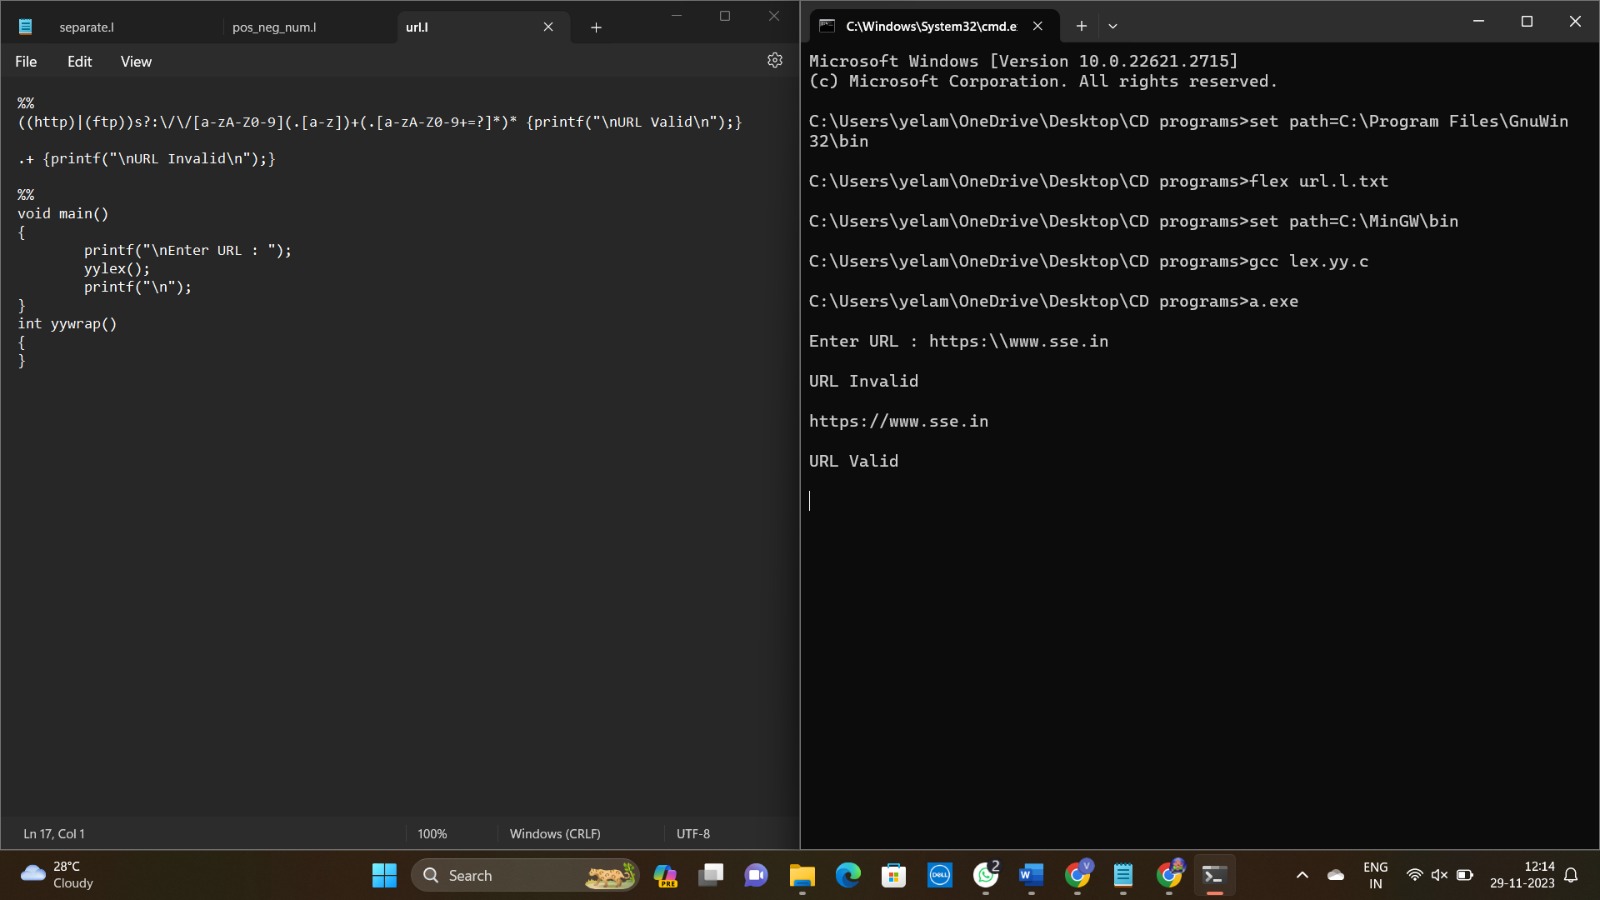 separate.l
pos_neg_num.l
url.l
File Edit View
%%
((http)|(ftp))s?:\/\/[a-zA-Z0-9](.[a-z])+(.[a-zA-Z0-9+=?]*)* {printf("\nURL Valid\n");}
.+ {printf("\nURL Invalid\n");}
%%
void main()
{
printf("\nEnter URL : ");
yylex();
printf("\n");
}
int yywrap()
{
}
Ln 17, Col 1
100%
Windows (CRLF)
UTF-8
C:\Windows\System32\cmd.e
Microsoft Windows [Version 10.0.22621.2715]
(c) Microsoft Corporation. All rights reserved.
C:\Users\yelam\OneDrive\Desktop\CD programs>set path=C:\Program Files\GnuWin
32\bin
C:\Users\yelam\OneDrive\Desktop\CD programs>flex url.l.txt
C:\Users\yelam\OneDrive\Desktop\CD programs>set path=C:\MinGW\bin
C:\Users\yelam\OneDrive\Desktop\CD programs>gcc lex.yy.c
C:\Users\yelam\OneDrive\Desktop\CD programs>a.exe
Enter URL : https:\\www.sse.in
URL Invalid
https://www.sse.in
URL Valid
28°C
Cloudy
Search
PRE
DELL
2
W
V
ENG
IN
12:14
29-11-2023